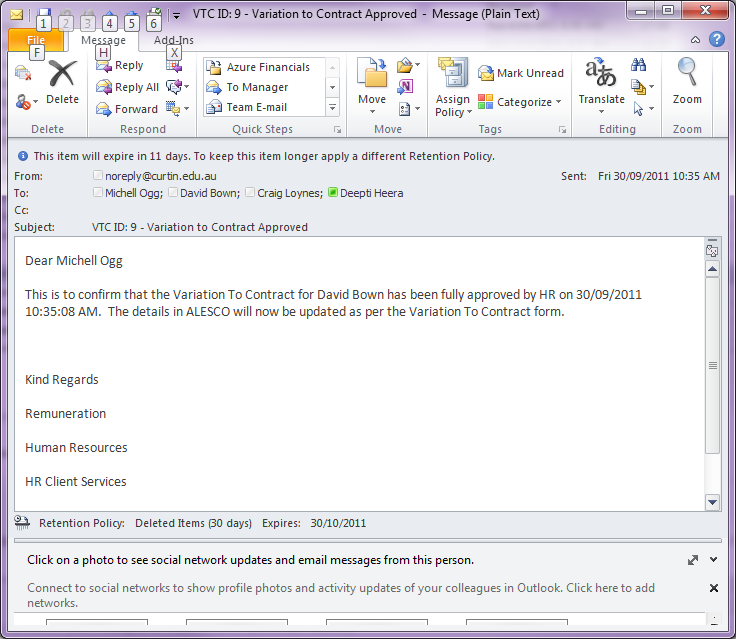 VTC ID: 9 - Variation to Contract Approved - Message (Plain Text)
1 2 3 4 5 6
File Message Add-Ins
F H X
Delete
Delete
Reply
Reply All
Forward
Respond
Azure Financials
To Manager
Team E-mail
Quick Steps
Move
Move
Assign
Policy
Mark Unread
Categorize
Tags
Translate
Editing
Zoom
Zoom
This item will expire in 11 days. To keep this item longer apply a different Retention Policy.
From: noreply@curtin.edu.au Sent: Fri 30/09/2011 10:35 AM
To: Michell Ogg; David Bown; Craig Loynes; Deepti Heera
Cc:
Subject: VTC ID: 9 - Variation to Contract Approved
Dear Michell Ogg
This is to confirm that the Variation To Contract for David Bown has been fully approved by HR on 30/09/2011
10:35:08 AM.  The details in ALESCO will now be updated as per the Variation To Contract form.
Kind Regards
Remuneration
Human Resources
HR Client Services
Retention Policy: Deleted Items (30 days) Expires: 30/10/2011
Click on a photo to see social network updates and email messages from this person.
Connect to social networks to show profile photos and activity updates of your colleagues in Outlook. Click here to add
networks.